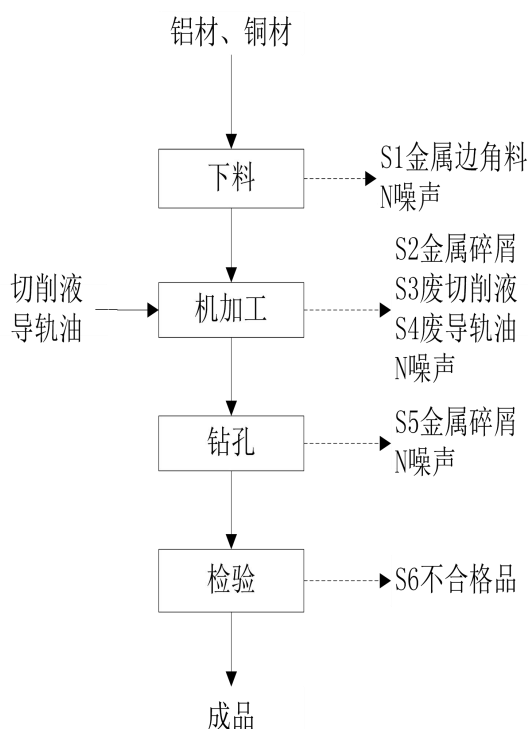 铝材、铜材
下料
S1金属边角料
N噪声
切削液
导轨油
机加工
S2金属碎屑
S3废切削液
S4废导轨油
N噪声
钻孔
S5金属碎屑
N噪声
检验
S6不合格品
成品